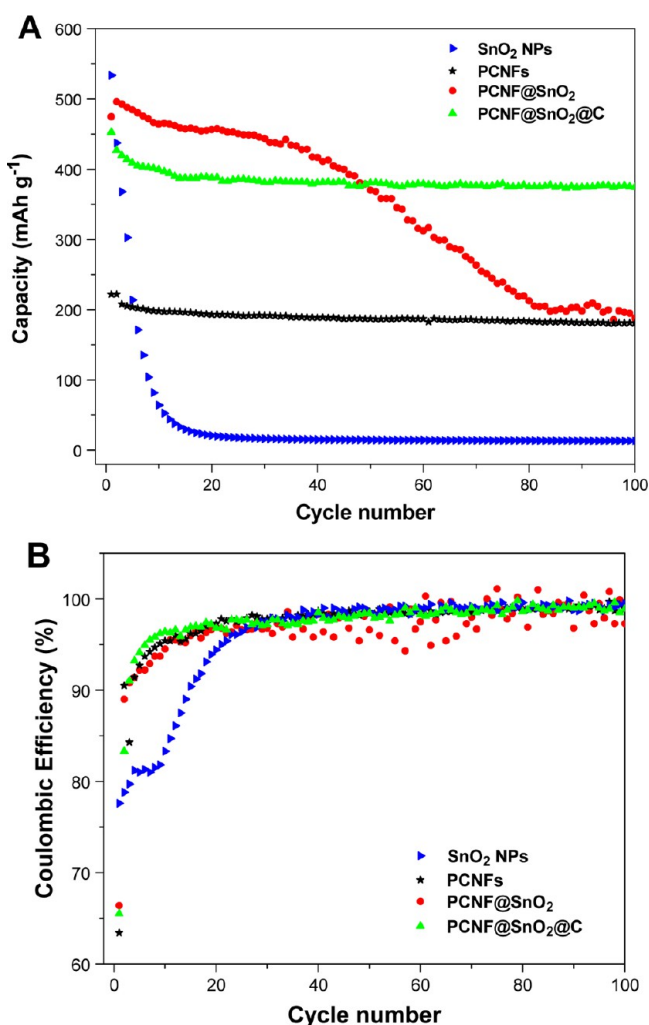 A
600
500
400
300
200
100
0
Capacity (mAh g⁻¹)
SnO₂ NPs
PCNFs
PCNF@SnO₂
PCNF@SnO₂@C
0 20 40 60 80 100
Cycle number
B
100
90
80
70
60
Coulombic Efficiency (%)
SnO₂ NPs
PCNFs
PCNF@SnO₂
PCNF@SnO₂@C
0 20 40 60 80 100
Cycle number